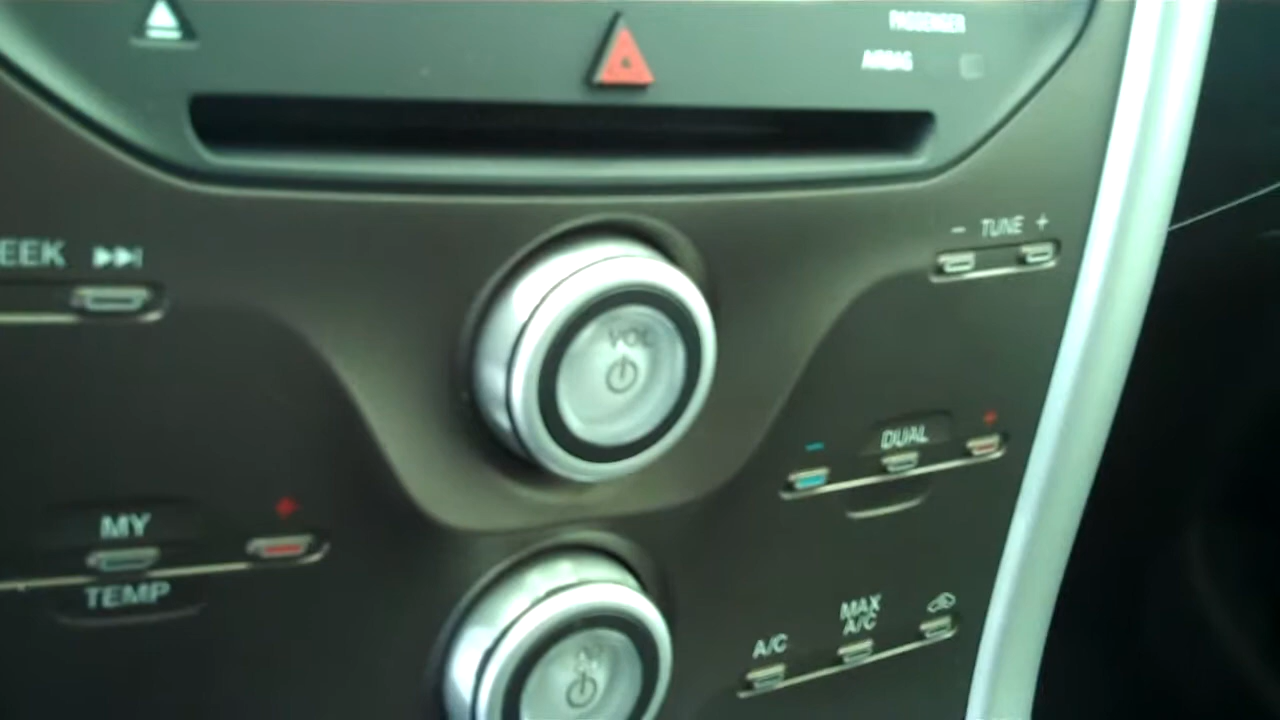 PASSENGER
AIRBAG
EEK
- TUNE +
VOL
- DUAL +
MY
+
TEMP
MAX
A/C
A/C